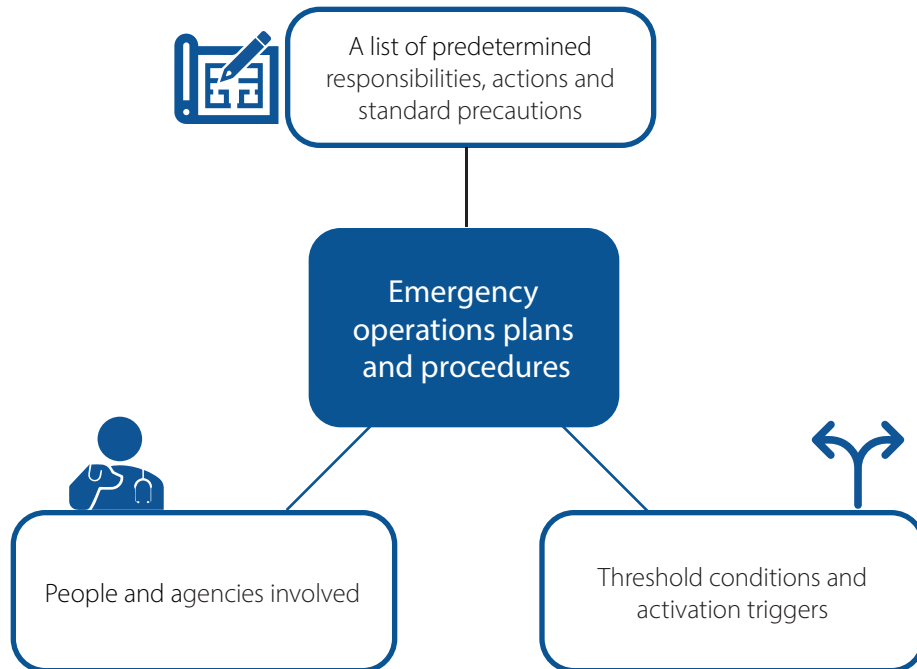 A list of predetermined
responsibilities, actions and
standard precautions
Emergency
operations plans
and procedures
People and agencies involved
Threshold conditions and
activation triggers